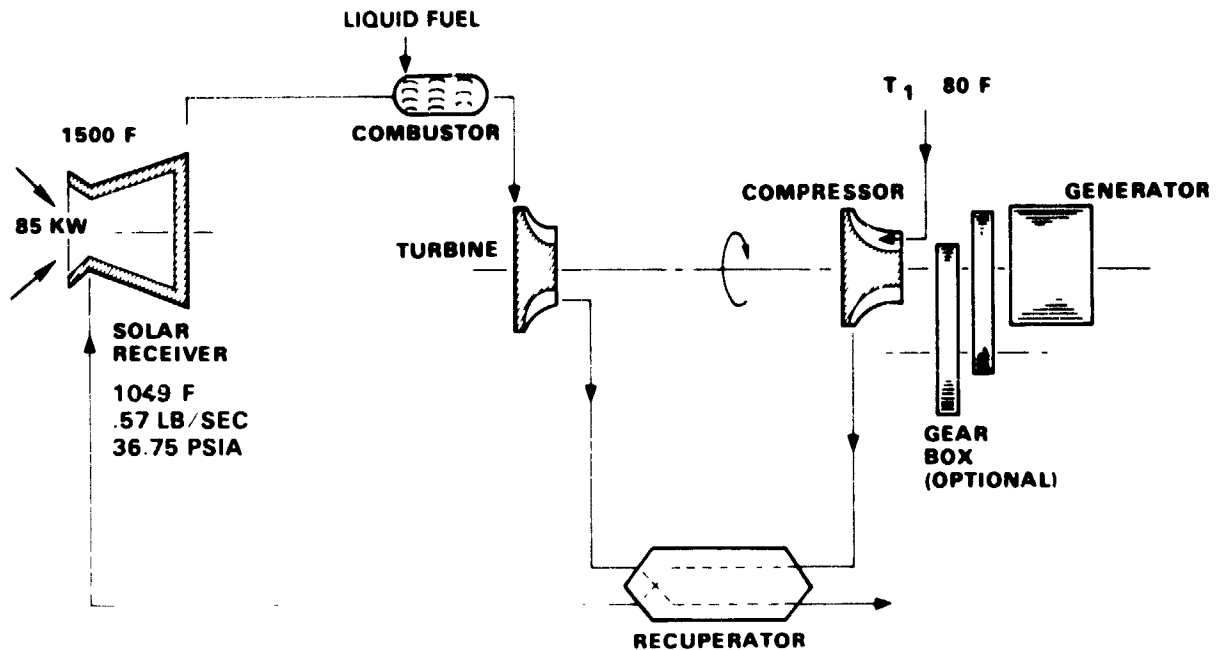 LIQUID FUEL
COMBUSTOR
T1 80 F
1500 F
COMPRESSOR
GENERATOR
85 KW
TURBINE
SOLAR
RECEIVER
1049 F
.57 LB/SEC
36.75 PSIA
GEAR
BOX
(OPTIONAL)
RECUPERATOR